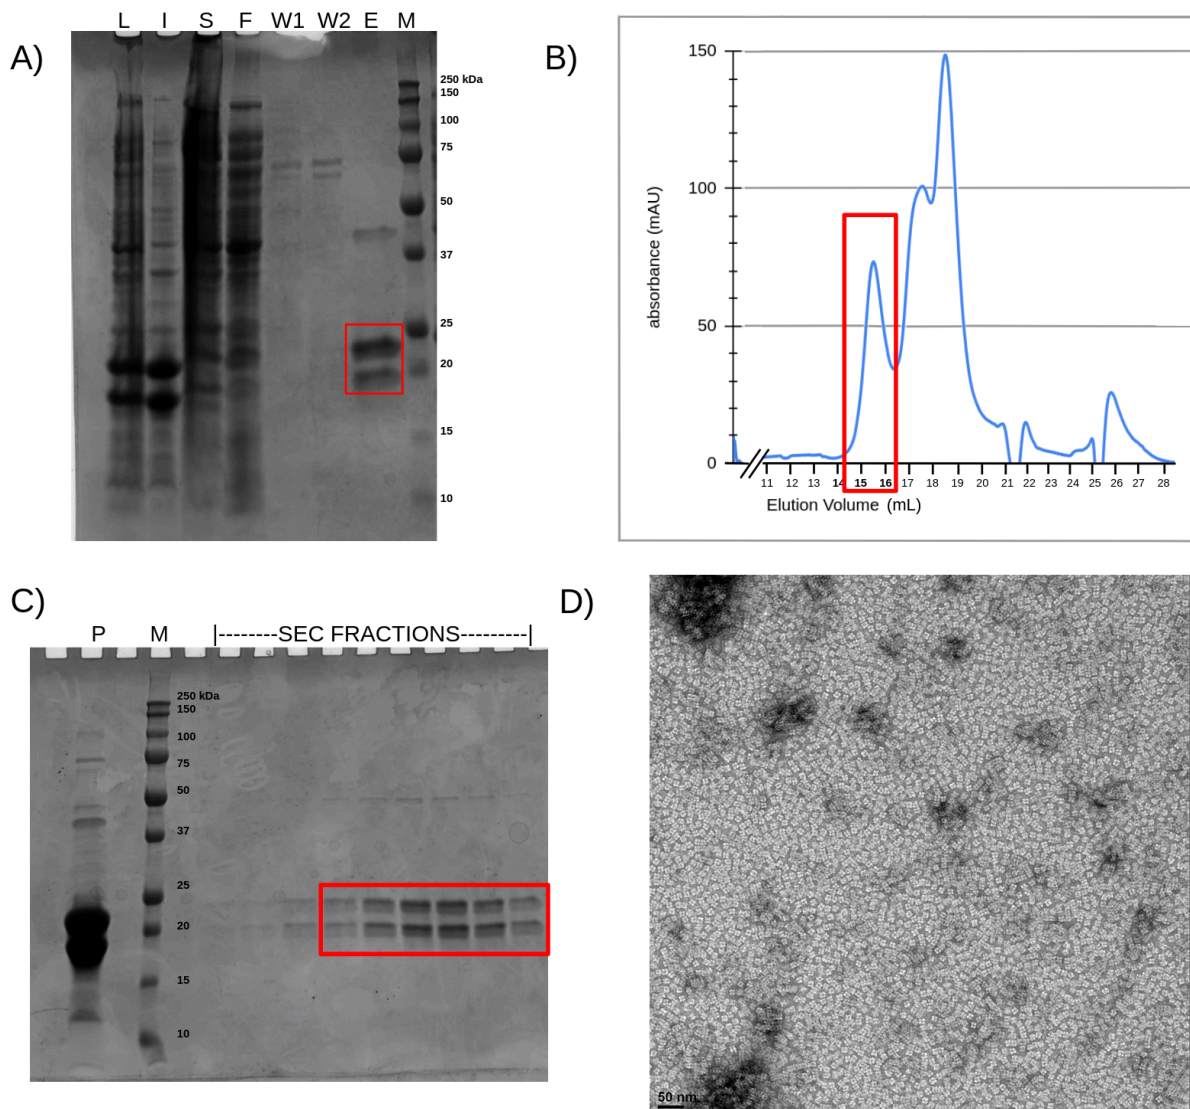 A)
L I S F W1 W2 E M
250 kDa
150
100
75
50
37
25
20
15
10
B)
150
100
50
0
absorbance (mAU)
11 12 13 14 15 16 17 18 19 20 21 22 23 24 25 26 27 28
Elution Volume (mL)
C)
P M |--------SEC FRACTIONS---------|
250 kDa
150
100
75
50
37
25
20
15
10
D)
50 nm